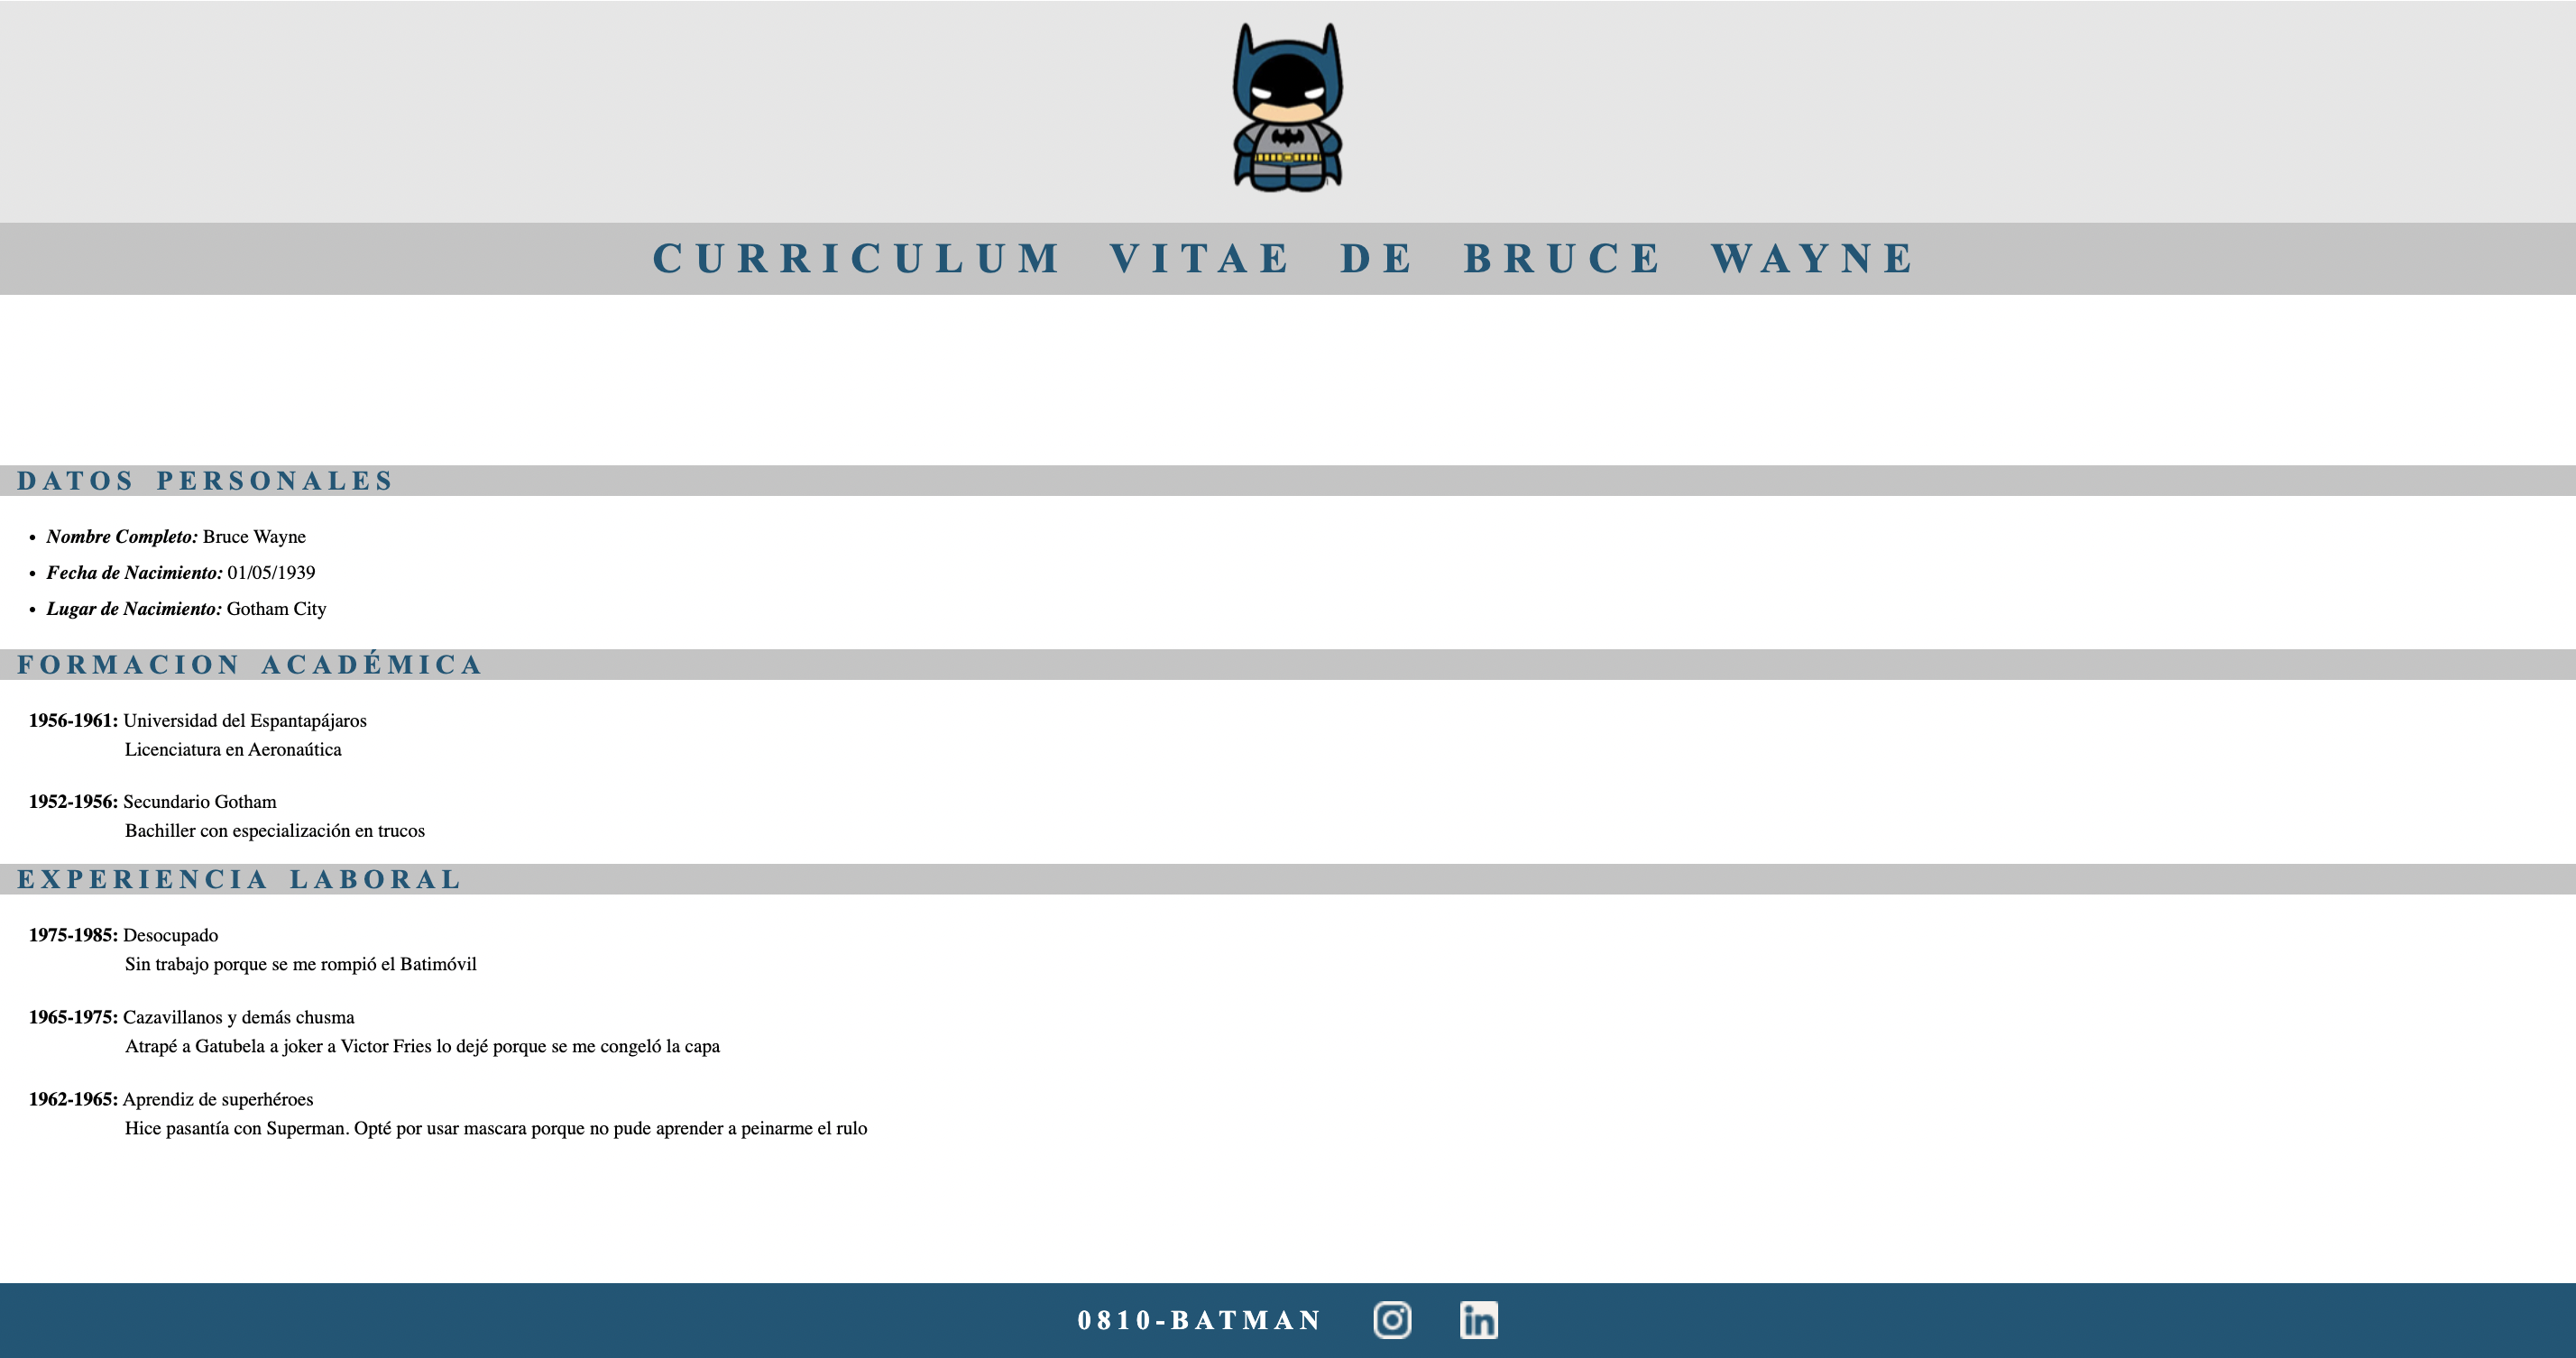 CURRICULUM VITAE DE BRUCE WAYNE
DATOS PERSONALES
• Nombre Completo: Bruce Wayne
• Fecha de Nacimiento: 01/05/1939
• Lugar de Nacimiento: Gotham City
FORMACION ACADÉMICA
1956-1961: Universidad del Espantapájaros
Licenciatura en Aeronaútica
1952-1956: Secundario Gotham
Bachiller con especialización en trucos
EXPERIENCIA LABORAL
1975-1985: Desocupado
Sin trabajo porque se me rompió el Batimóvil
1965-1975: Cazavillanos y demás chusma
Atrapé a Gatubela a joker a Victor Fries lo dejé porque se me congeló la capa
1962-1965: Aprendiz de superhéroes
Hice pasantía con Superman. Opté por usar mascara porque no pude aprender a peinarme el rulo
0810-BATMAN in